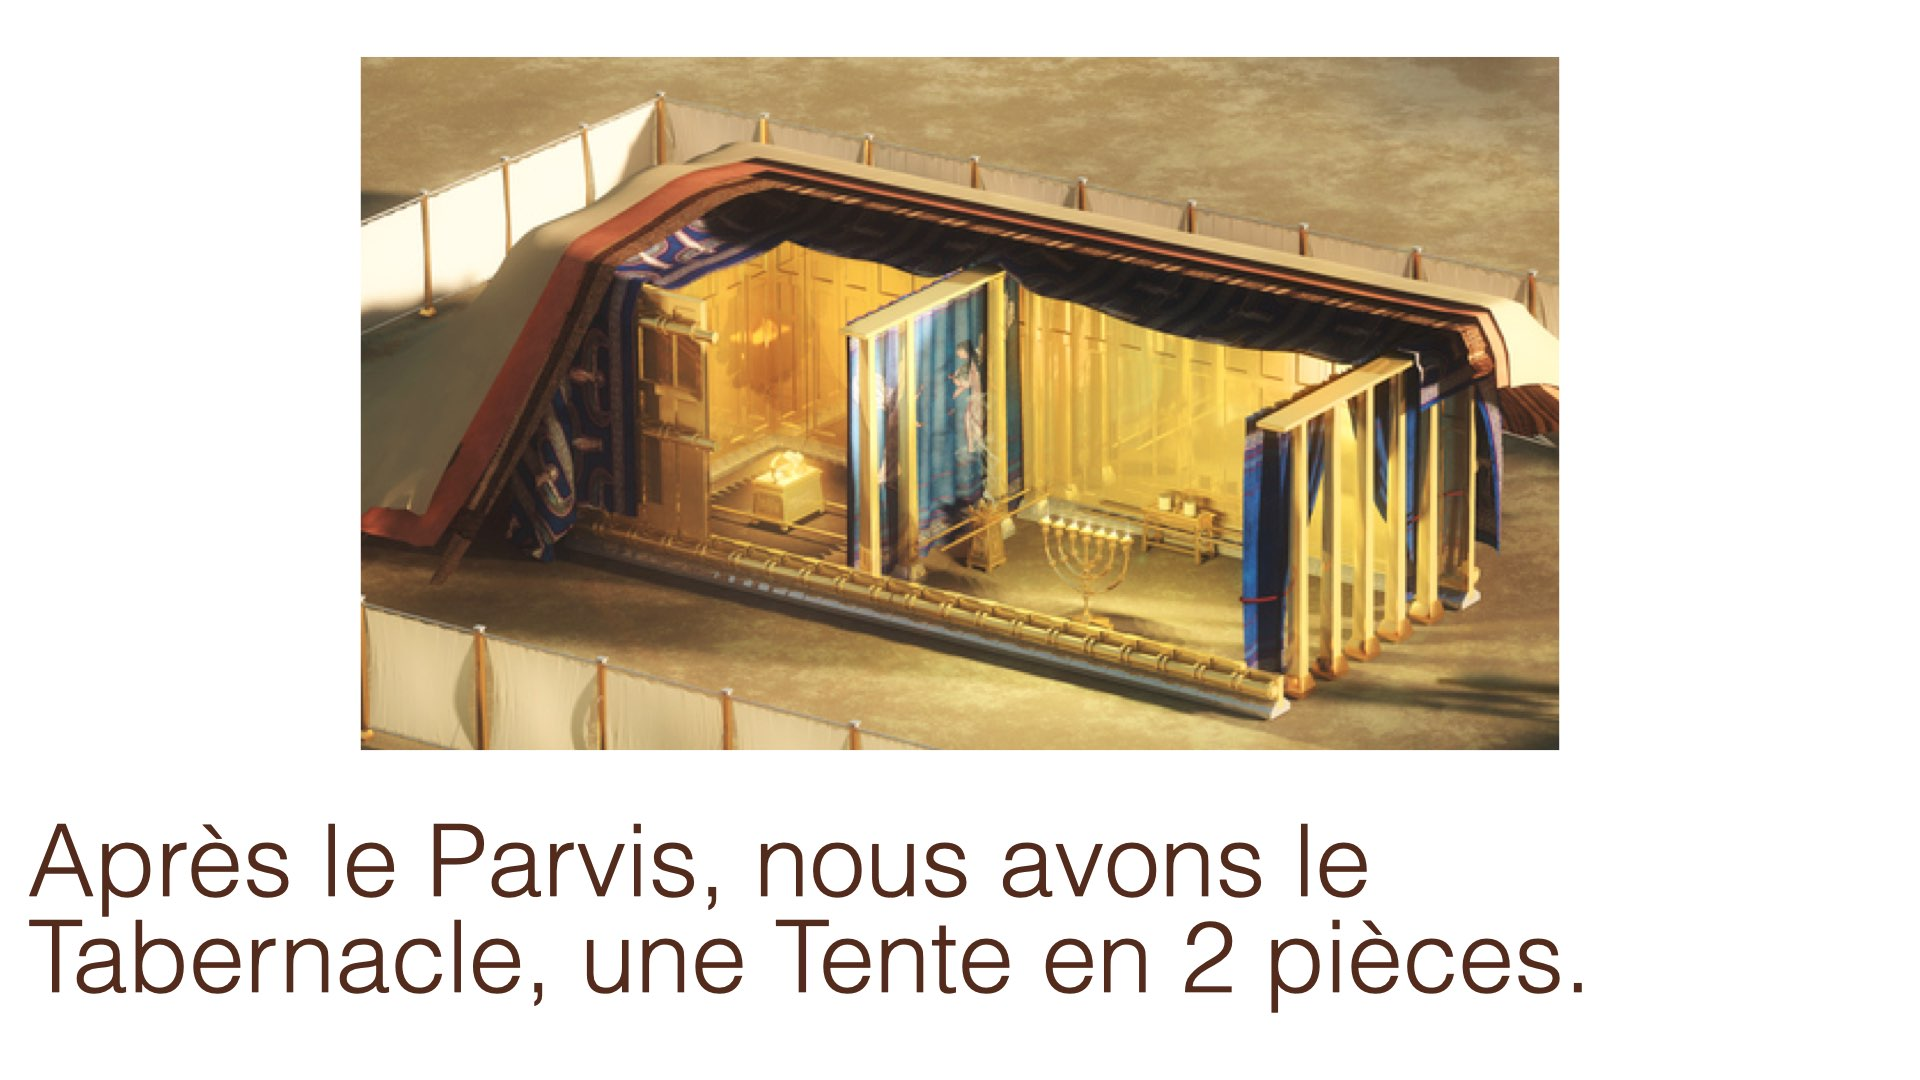 Après le Parvis, nous avons le
Tabernacle, une Tente en 2 pièces.